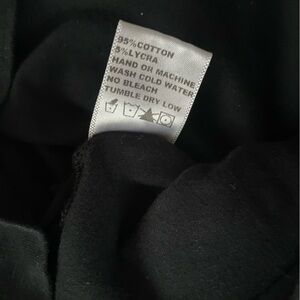 95%COTTON
5%LYCRA
HAND OR MACHINE
WASH COLD WATER
NO BLEACH
TUMBLE DRY LOW